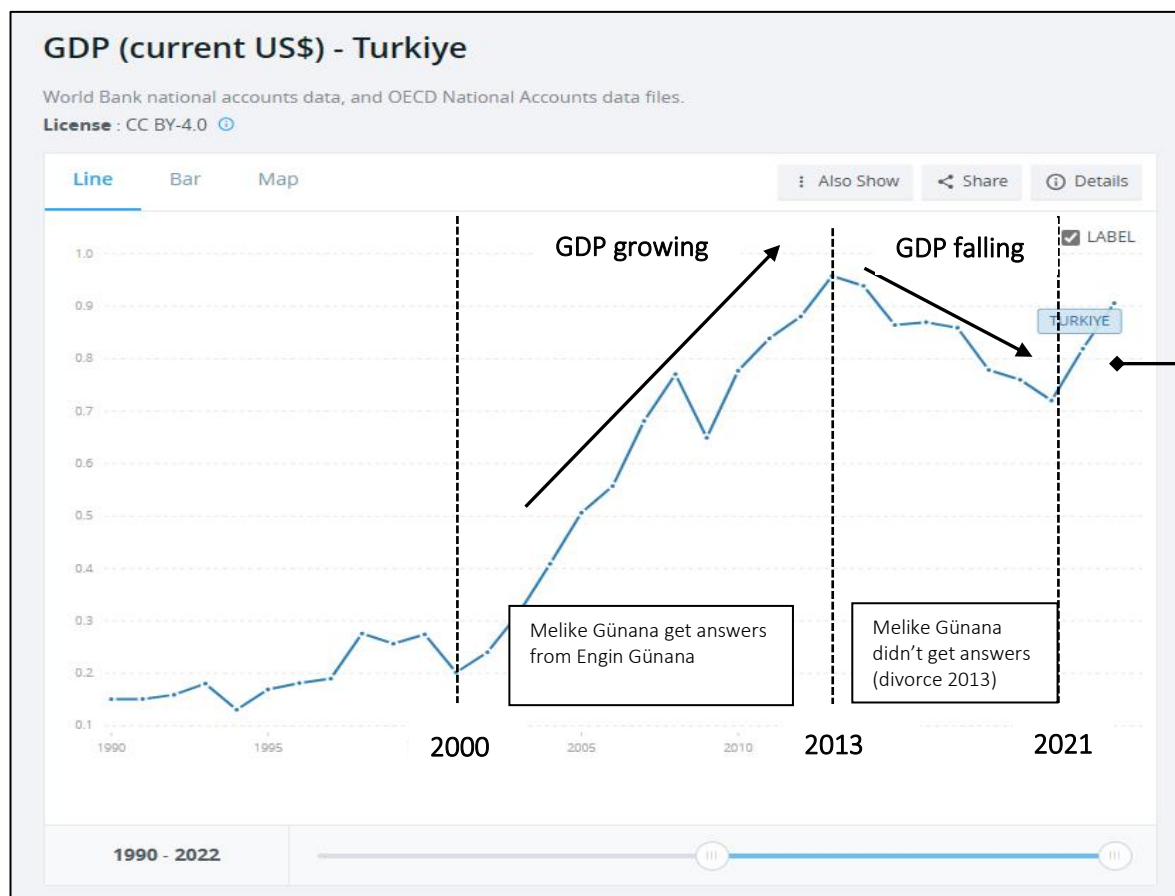 GDP (current US$) - Turkiye
World Bank national accounts data, and OECD National Accounts data files.
License : CC BY-4.0
Line Bar Map
Also Show Share Details
LABEL
GDP growing
GDP falling
1.0
0.9
TURKIYE
0.8
0.7
0.6
0.5
0.4
0.3
0.2
0.1
Melike Günana get answers
from Engin Günana
Melike Günana
didn't get answers
(divorce 2013)
1990 1995 2000 2005 2010 2013 2021
1990 - 2022